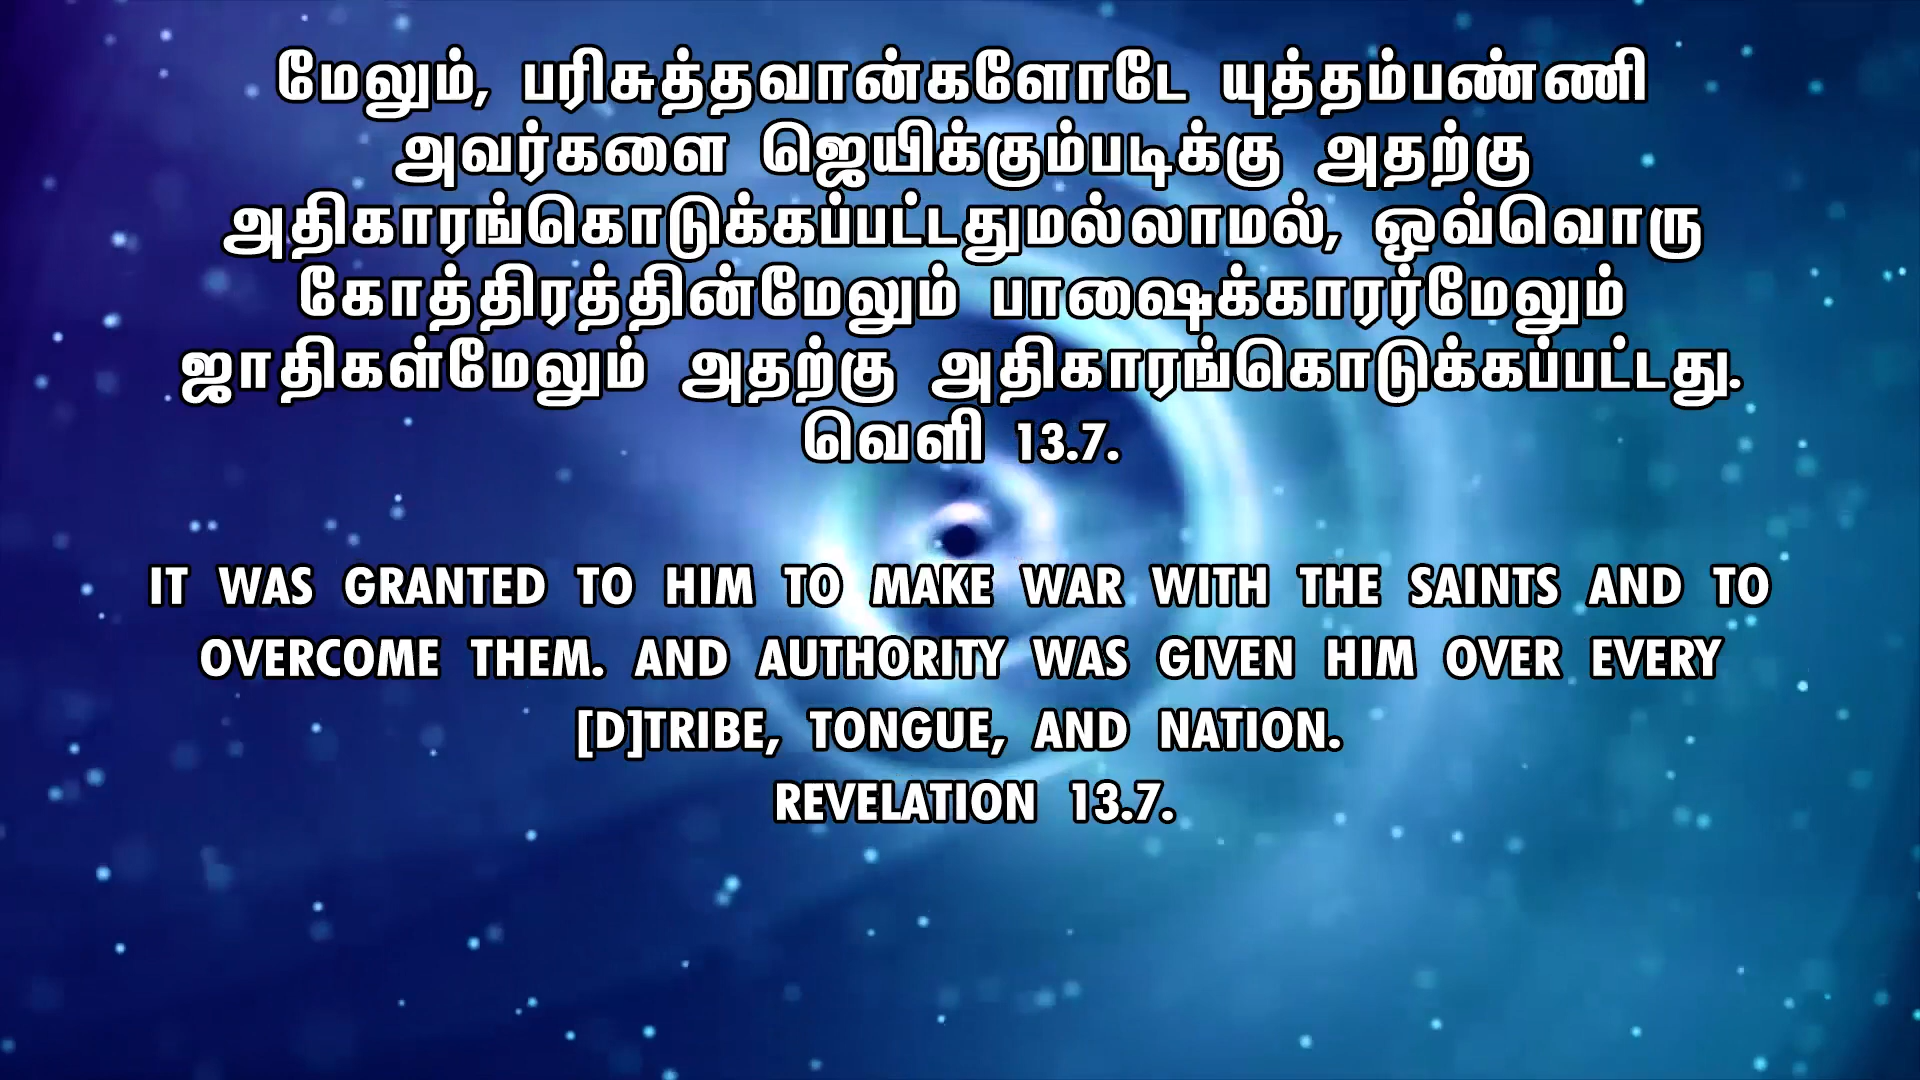 மேலும், பரிசுத்தவான்களோடே யுத்தம்பண்ணி
அவர்களை ஜெயிக்கும்படிக்கு அதற்கு
அதிகாரங்கொடுக்கப்பட்டதுமல்லாமல், ஒவ்வொரு
கோத்திரத்தின்மேலும் பாஷைக்காரர்மேலும்
ஜாதிகள்மேலும் அதற்கு அதிகாரங்கொடுக்கப்பட்டது.
வெளி 13.7.
IT WAS GRANTED TO HIM TO MAKE WAR WITH THE SAINTS AND TO
OVERCOME THEM. AND AUTHORITY WAS GIVEN HIM OVER EVERY
[D]TRIBE, TONGUE, AND NATION.
REVELATION 13.7.